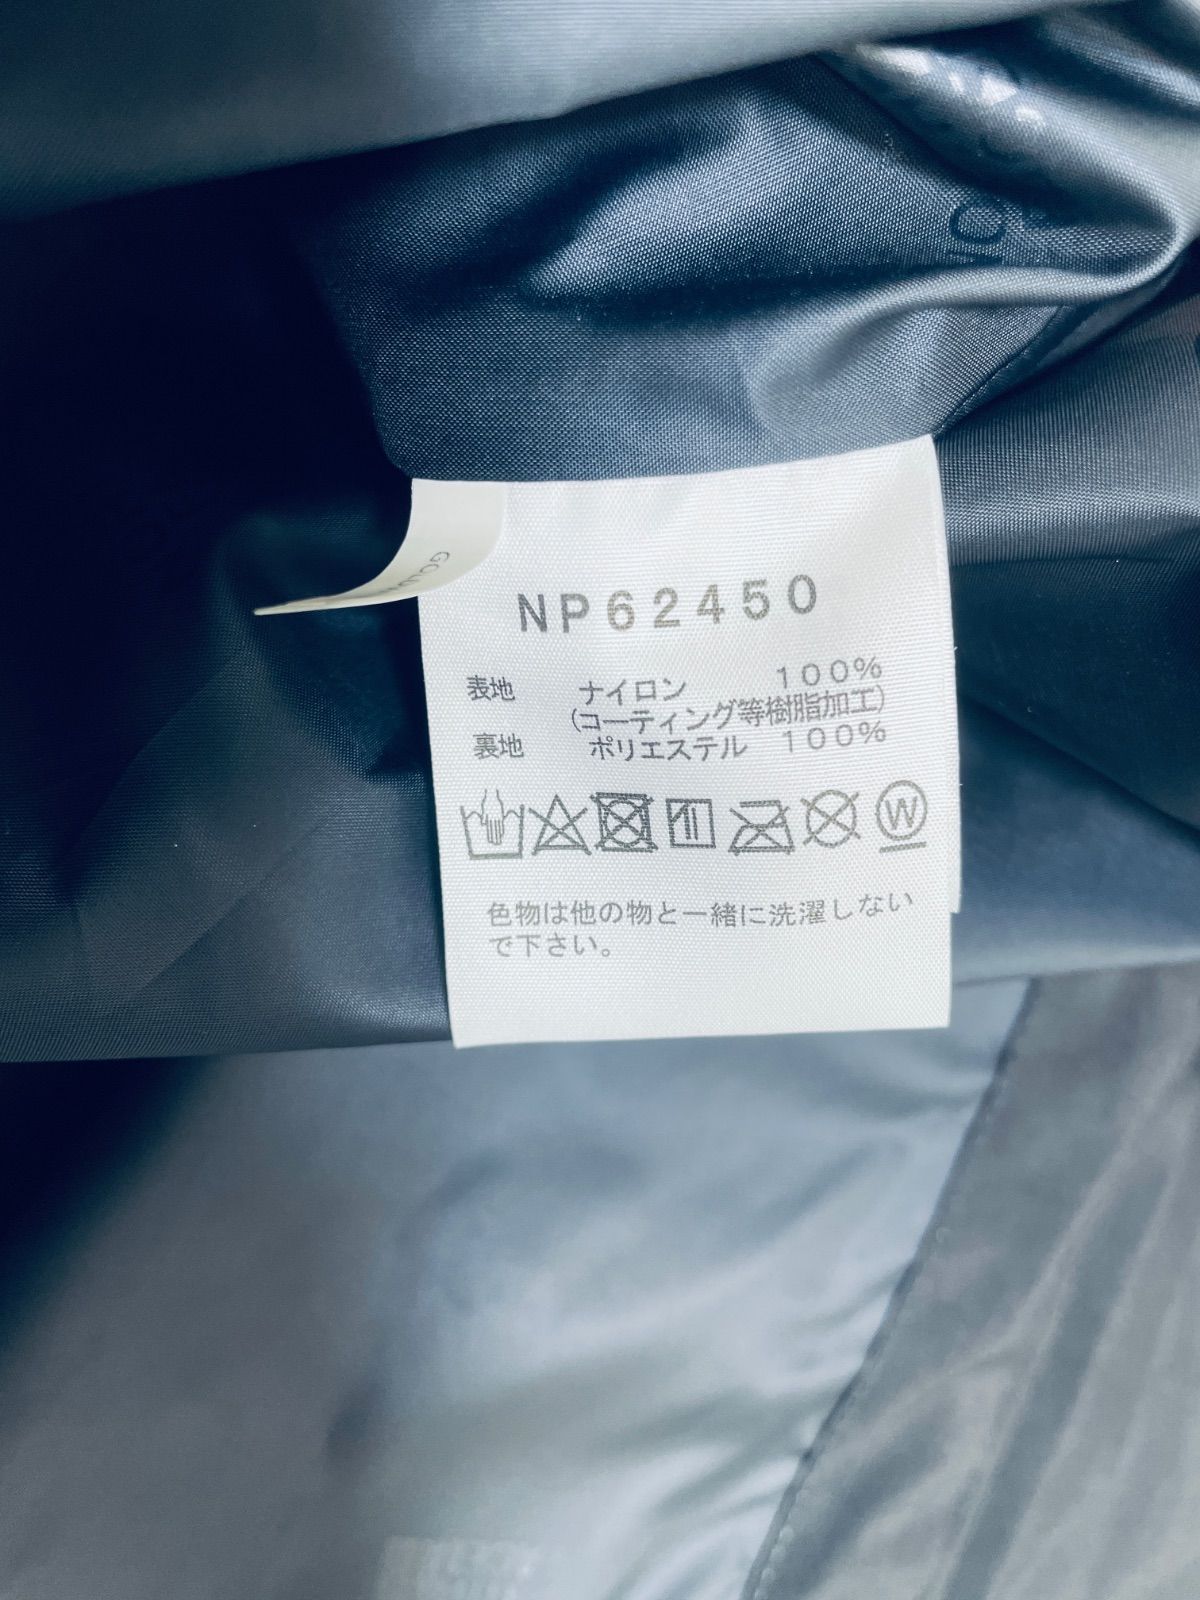 GOLD
NP62450
表地 ナイロン 100%
(コーティング等樹脂加工)
裏地 ポリエステル 100%
W
色物は他の物と一緒に洗濯しない
で下さい。